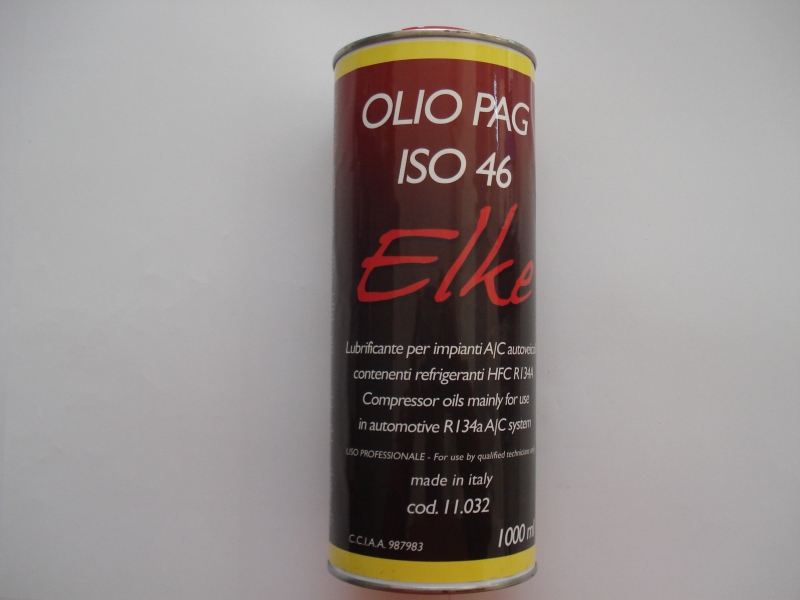 OLIO PAG
ISO 46
Elke
Lubrificante per impianti A/C
contenenti refrigeranti HFC R134A
Compressor oils mainly for use
in automotive R134a A/C system
USO PROFESSIONALE - For use by qualified technicians only
made in italy
cod. 11.032
C.C.I.A.A. 987983
1000 ml